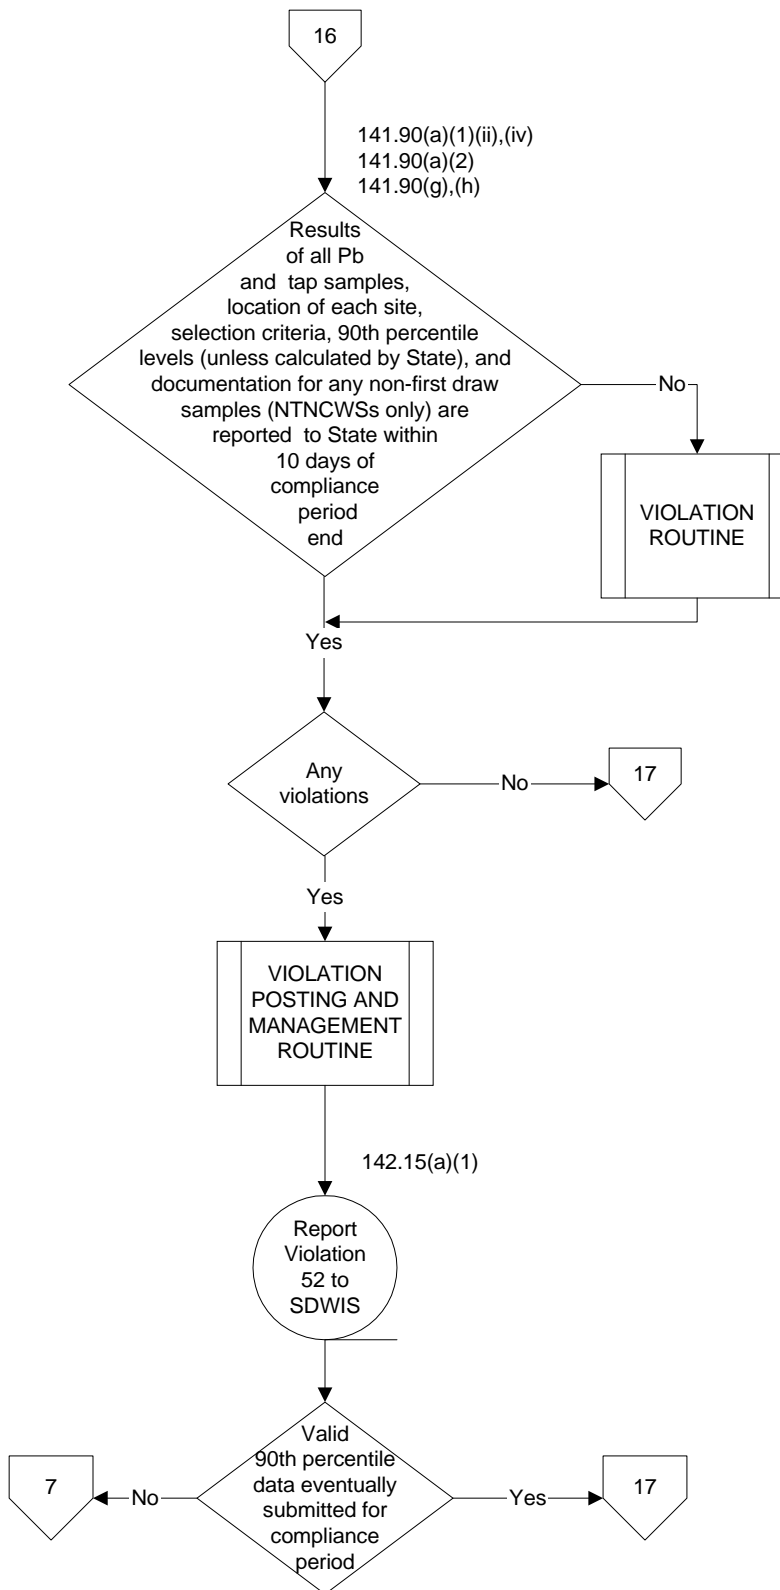 16
141.90(a)(1)(ii),(iv)
141.90(a)(2)
141.90(g),(h)
Results
of all Pb
and tap samples,
location of each site,
selection criteria, 90th percentile
levels (unless calculated by State), and
documentation for any non-first draw
samples (NTNCWSs only) are
reported to State within
10 days of
compliance
period
end
No
VIOLATION
ROUTINE
Yes
Any
violations
No
17
Yes
VIOLATION
POSTING AND
MANAGEMENT
ROUTINE
142.15(a)(1)
Report
Violation
52 to
SDWIS
Valid
90th percentile
data eventually
submitted for
compliance
period
No
7
Yes
17